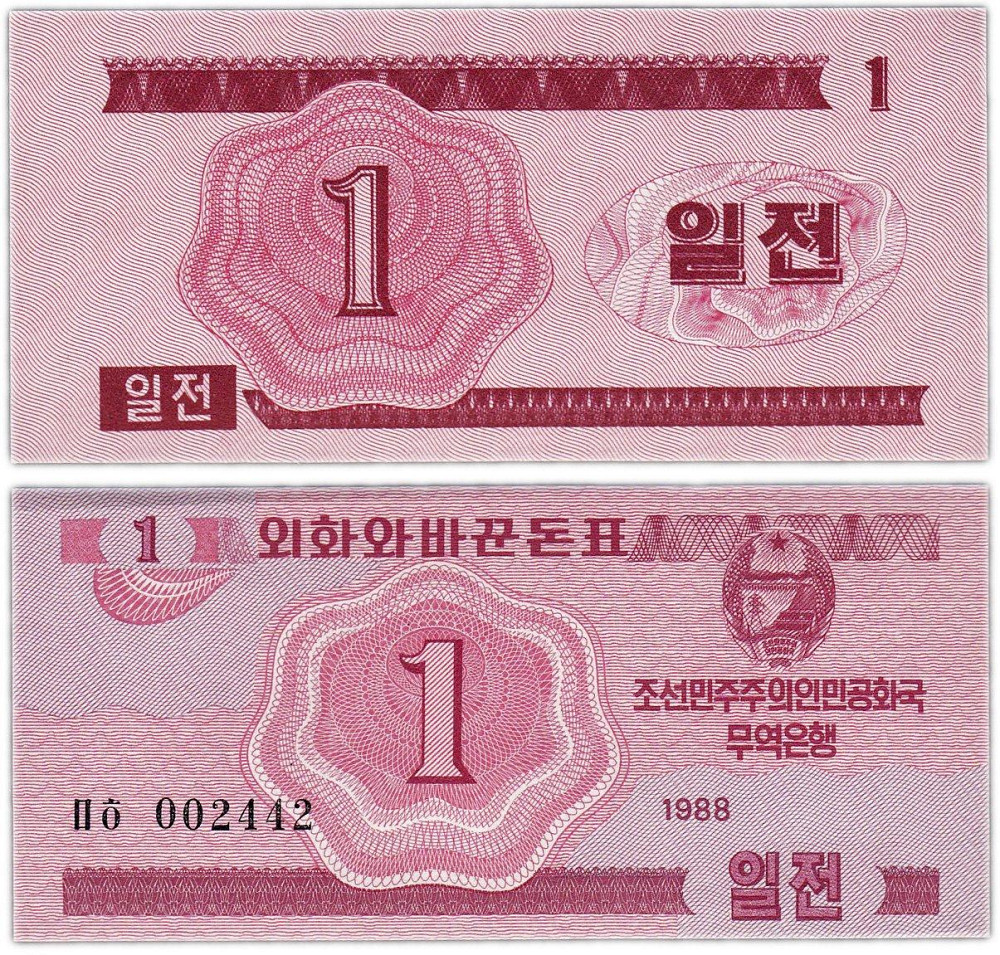 1
1
일전
일전
1
외화와바꾼돈표
1
조선민주주의인민공화국
무역은행
ㅍㅎ 002442
1988
일전